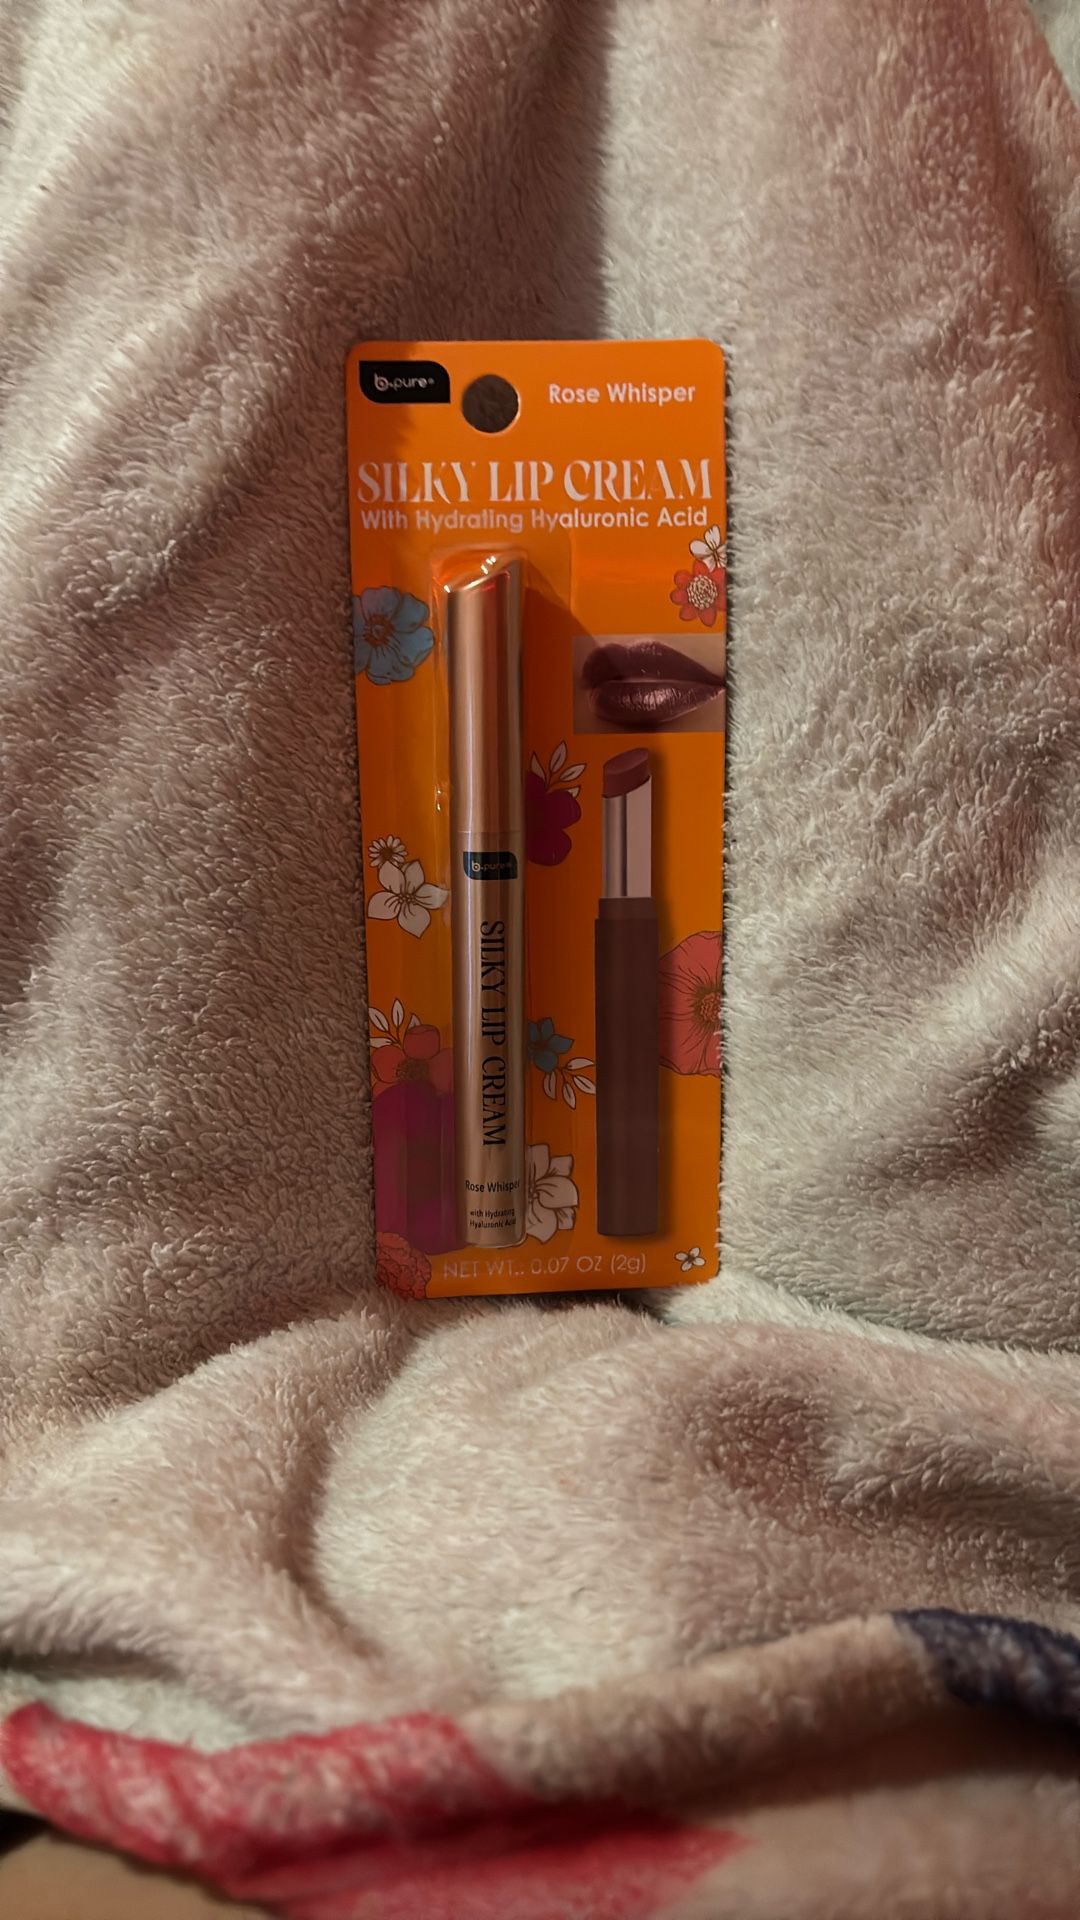 b.pure®
Rose Whisper
SILKY LIP CREAM
With Hydrating Hyaluronic Acid
b.pure®
SILKY LIP CREAM
Rose Whisper
with Hydrating
Hyaluronic Acid
NET WT.: 0.07 OZ (2g)